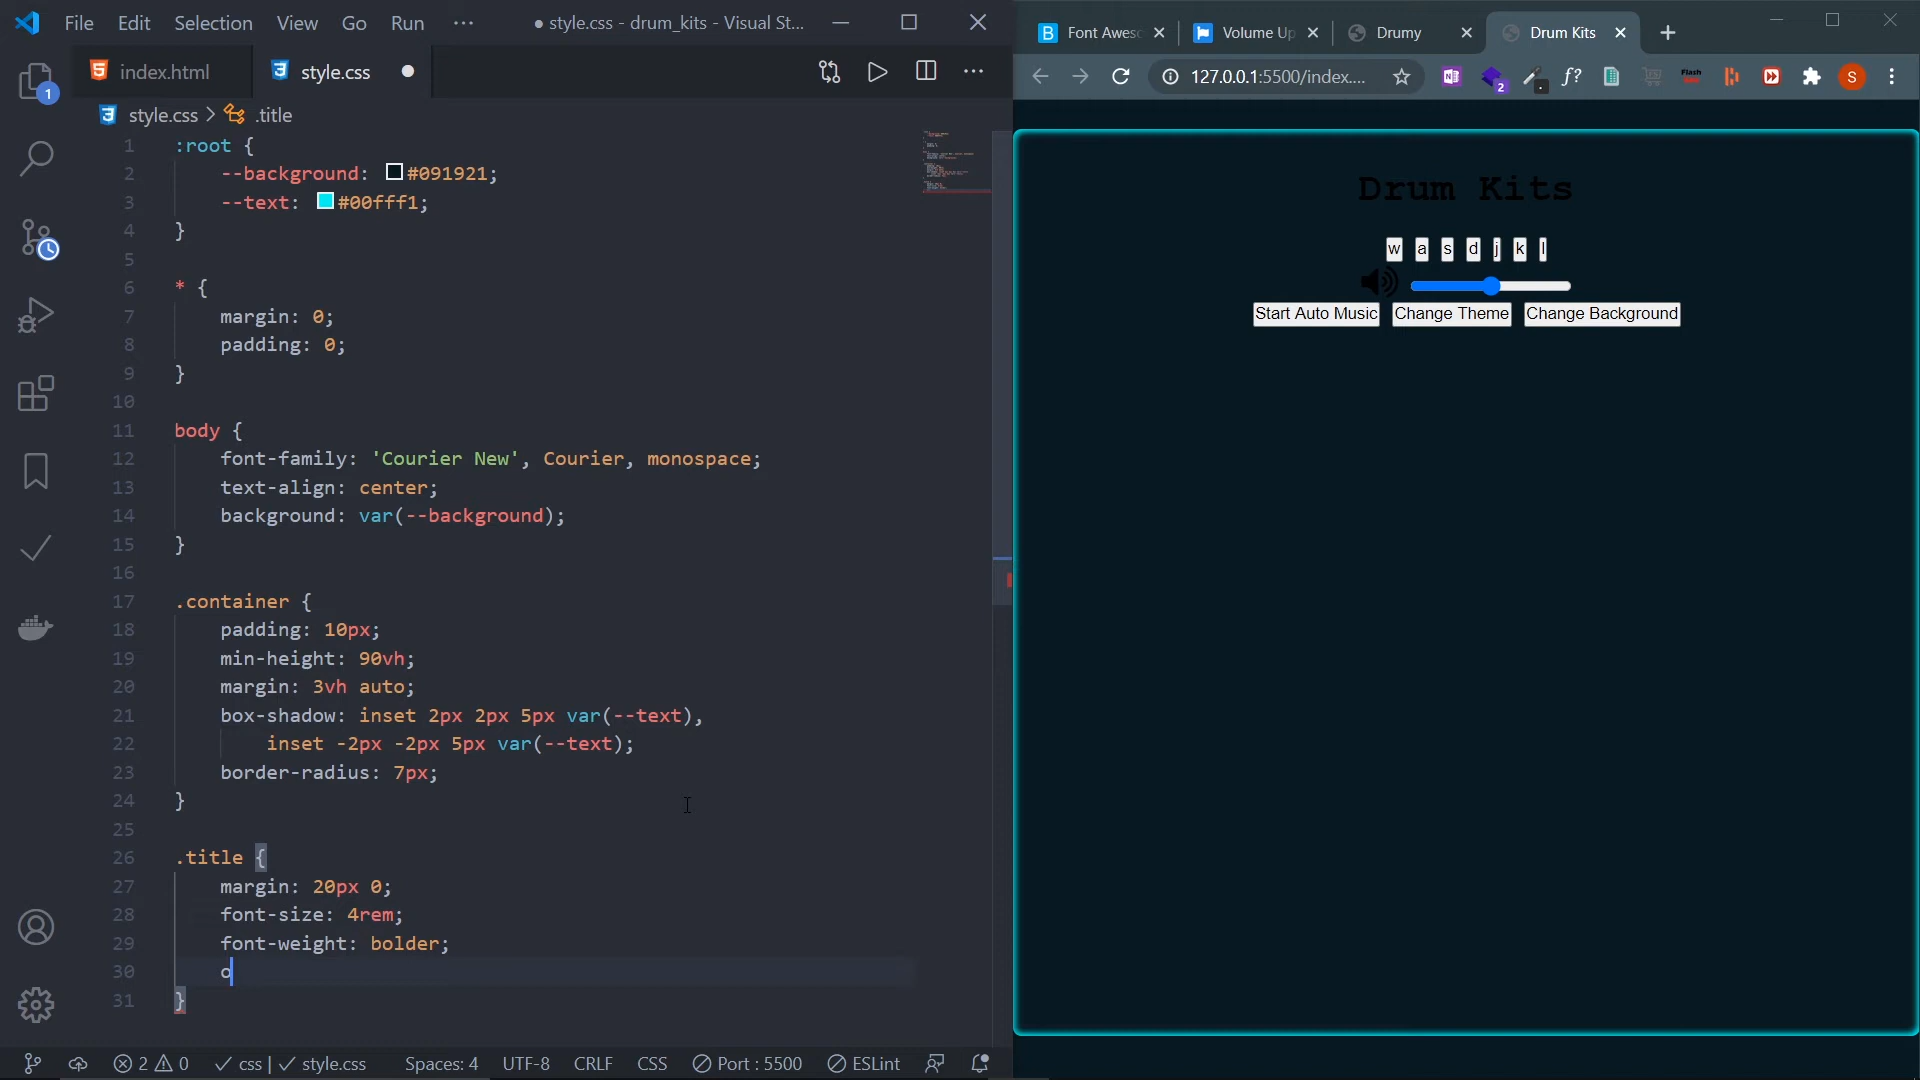 File Edit Selection View Go Run ··· ● style.css - drum_kits - Visual St...
index.html style.css ●
style.css > .title
1 :root {
2 --background: #091921;
3 --text: #00fff1;
4 }
5
6 * {
7 margin: 0;
8 padding: 0;
9 }
10
11 body {
12 font-family: 'Courier New', Courier, monospace;
13 text-align: center;
14 background: var(--background);
15 }
16
17 .container {
18 padding: 10px;
19 min-height: 90vh;
20 margin: 3vh auto;
21 box-shadow: inset 2px 2px 5px var(--text),
22 inset -2px -2px 5px var(--text);
23 border-radius: 7px;
24 }
25
26 .title {
27 margin: 20px 0;
28 font-size: 4rem;
29 font-weight: bolder;
30 o
31 }
1
2 0 css | style.css Spaces: 4 UTF-8 CRLF CSS Port : 5500 ESLint
B Font Awes Volume Up Drumy Drum Kits
127.0.0.1:5500/index.... N 2 f? Flash S
Drum Kits
w a s d j k l
Start Auto Music Change Theme Change Background